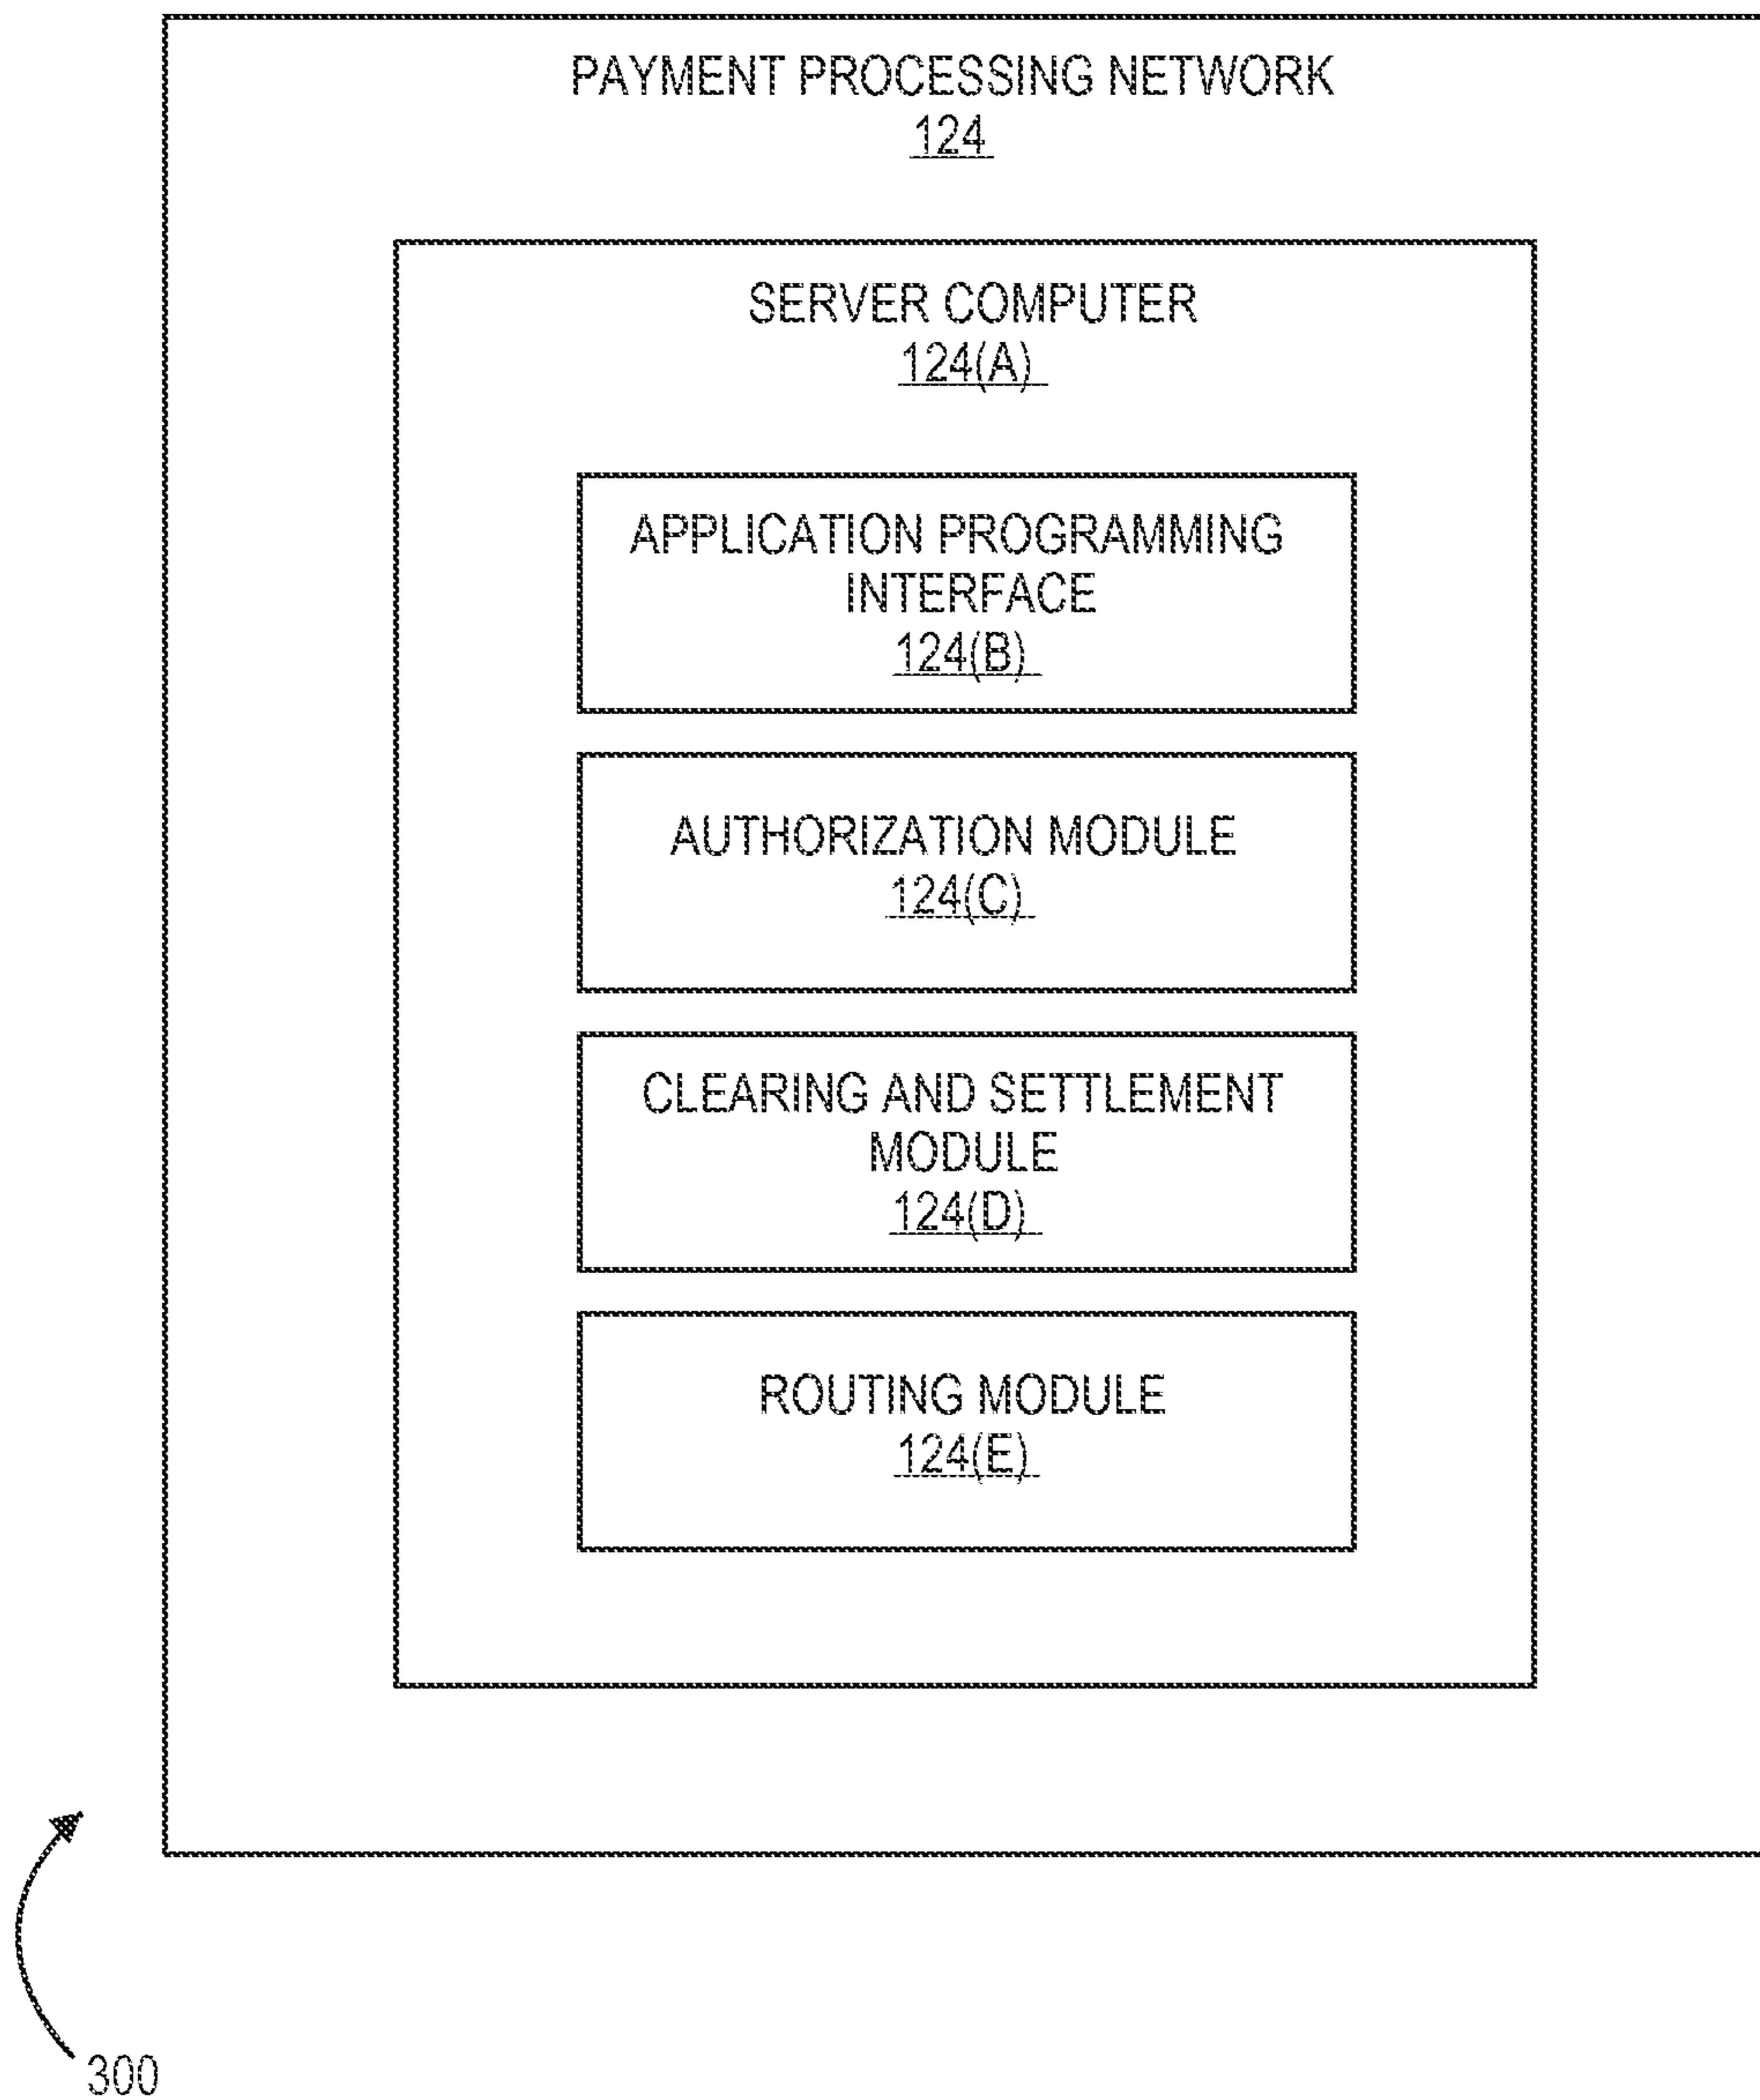 PAYMENT PROCESSING NETWORK
124
SERVER COMPUTER
124(A)
APPLICATION PROGRAMMING
INTERFACE
124(B)
AUTHORIZATION MODULE
124(C)
CLEARING AND SETTLEMENT
MODULE
124(D)
ROUTING MODULE
124(E)
300